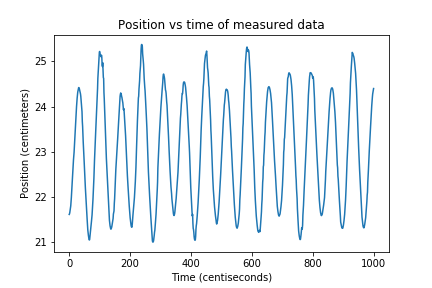 Position vs time of measured data
25
24
23
22
21
Position (centimeters)
0 200 400 600 800 1000
Time (centiseconds)